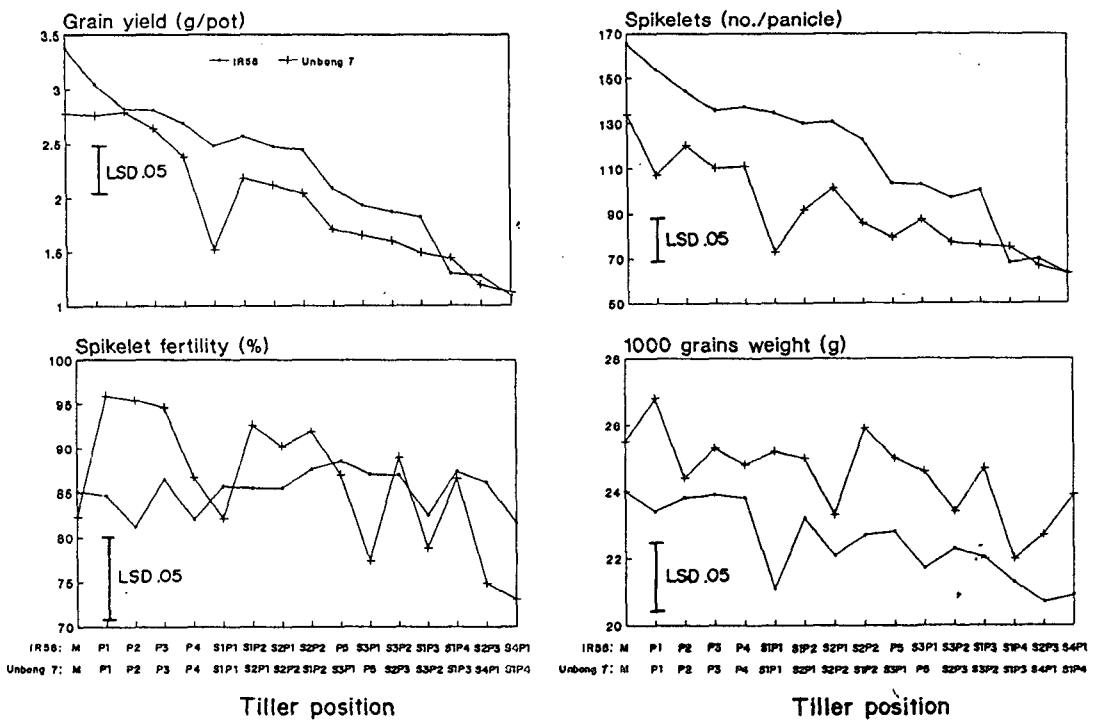 Grain yield (g/pot)
3.5
3
2.5
2
1.5
1
IR58
Unbong 7
LSD .05
Spikelets (no./panicle)
170
150
130
110
90
70
50
LSD .05
Spikelet fertility (%)
100
95
90
85
80
75
70
LSD .05
1000 grains weight (g)
28
26
24
22
20
LSD .05
IR58: M P1 P2 P3 P4 S1P1 S1P2 S2P1 S2P2 P5 S3P1 S3P2 S1P3 S1P4 S2P3 S4P1
Unbong 7: M P1 P2 P3 P4 S1P1 S2P1 S2P2 S1P2 S3P1 P5 S2P3 S3P2 S1P3 S4P1 S1P4
Tiller position
IR58: M P1 P2 P3 P4 S1P1 S1P2 S2P1 S2P2 P5 S3P1 S3P2 S1P3 S1P4 S2P3 S4P1
Unbong 7: M P1 P2 P3 P4 S1P1 S2P1 S2P2 S1P2 S3P1 P5 S2P3 S1P3 S3P2 S4P1 S1P4
Tiller position